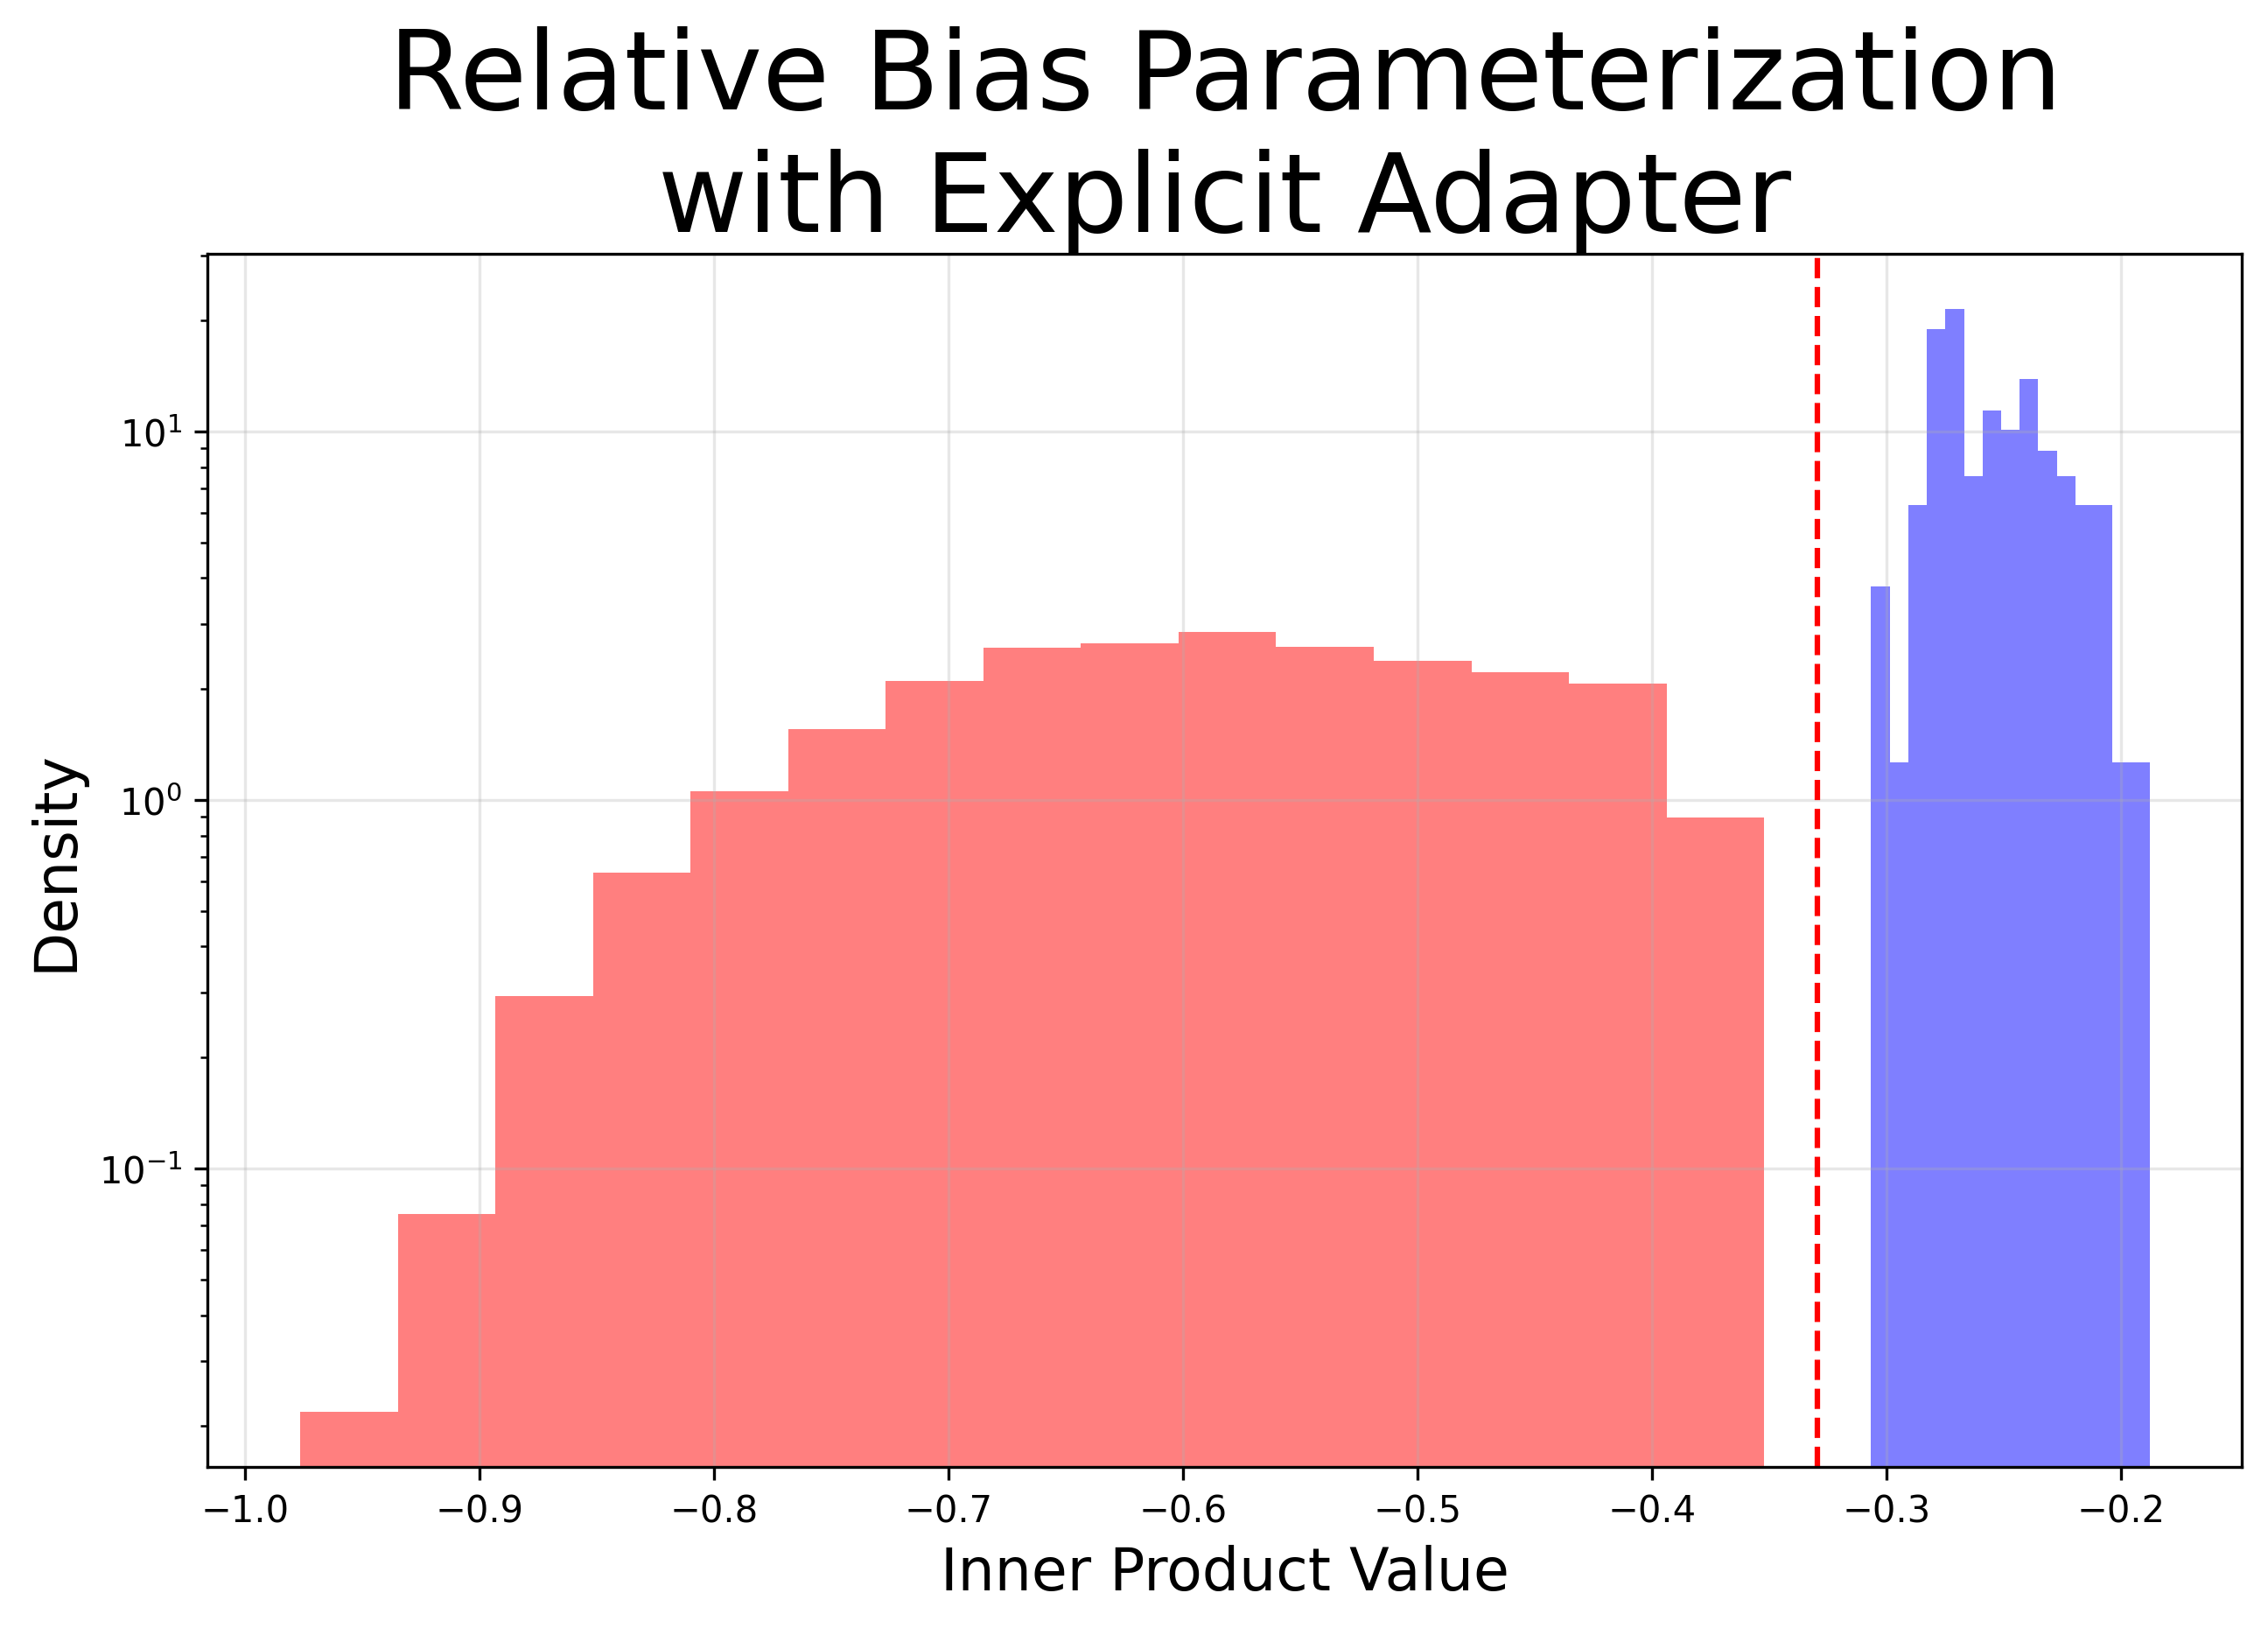 Relative Bias Parameterization
with Explicit Adapter
Density
10¹
10⁰
10⁻¹
−1.0 −0.9 −0.8 −0.7 −0.6 −0.5 −0.4 −0.3 −0.2
Inner Product Value